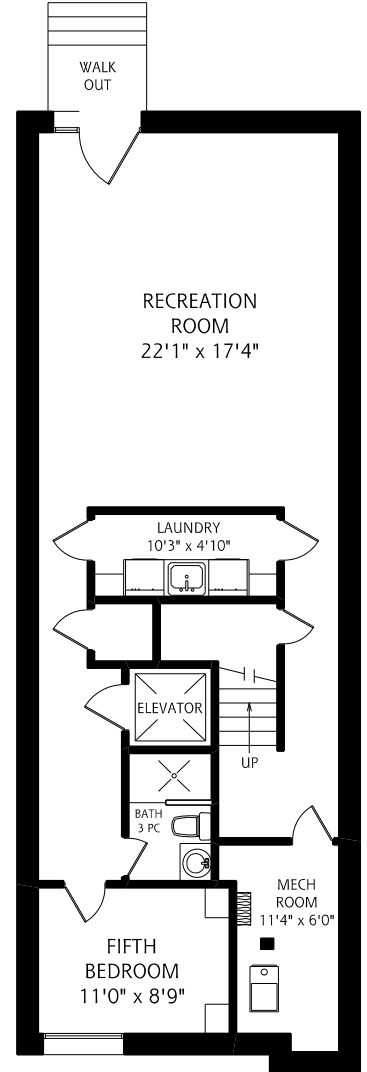 WALK
OUT
RECREATION
ROOM
22'1" x 17'4"
LAUNDRY
10'3" x 4'10"
ELEVATOR
UP
BATH
3 PC
MECH
ROOM
11'4" x 6'0"
FIFTH
BEDROOM
11'0" x 8'9"